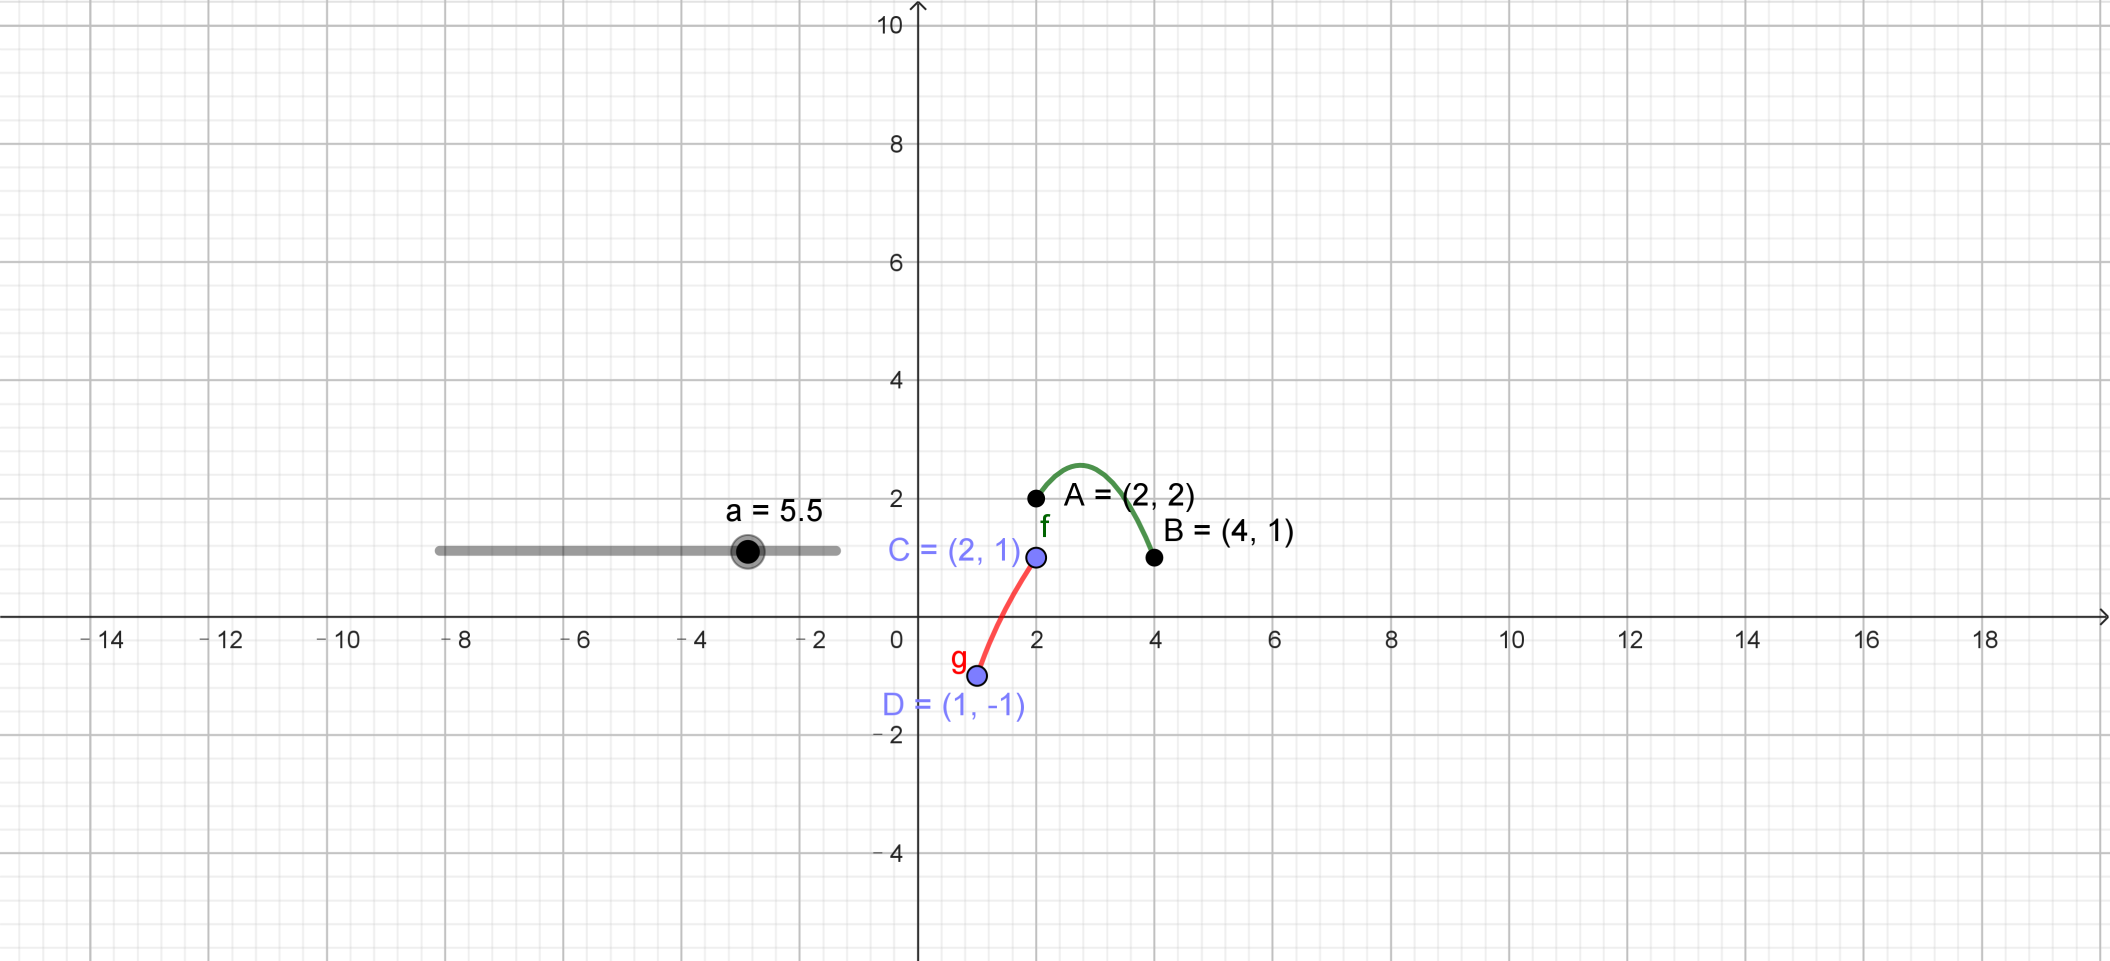 10
8
6
4
a = 5.5
2
A = (2, 2)
f
B = (4, 1)
C = (2, 1)
−14 −12 −10 −8 −6 −4 −2 0 2 4 6 8 10 12 14 16 18
g
D = (1, -1)
−2
−4